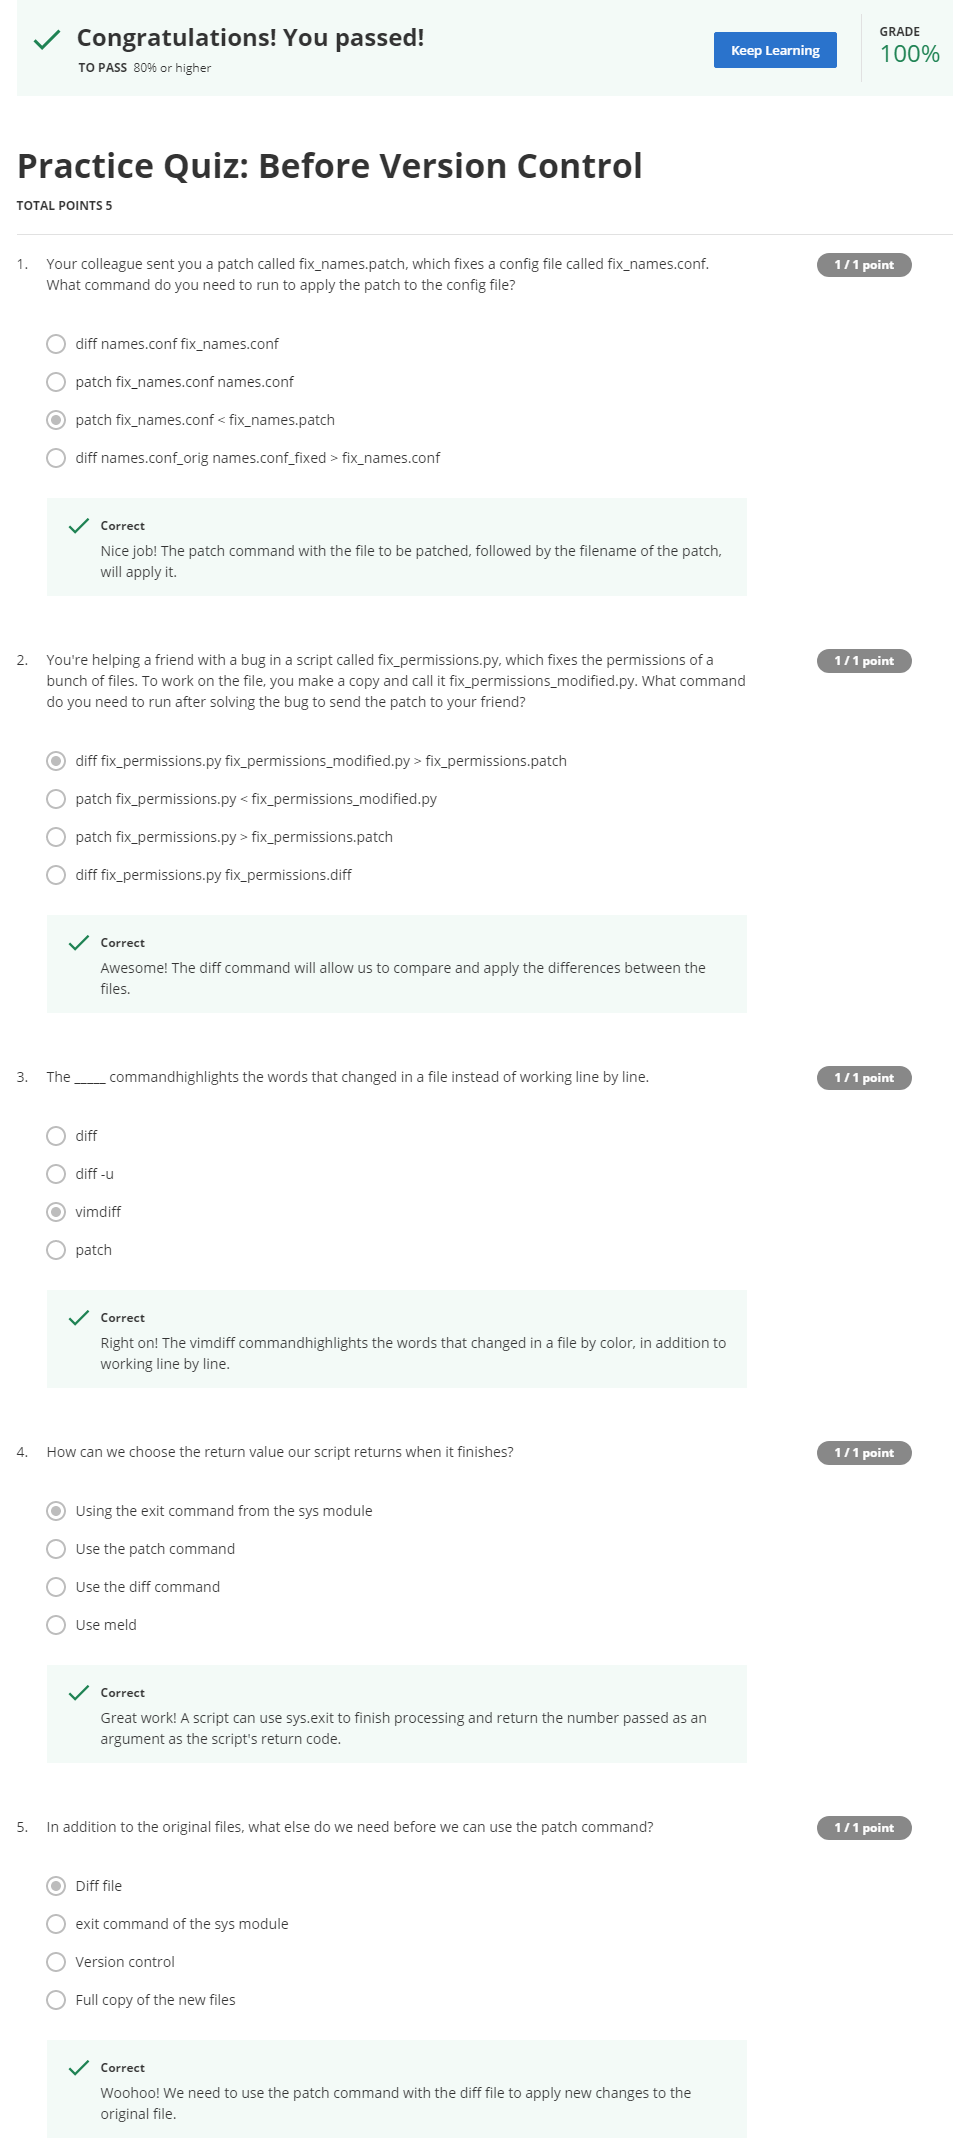 Congratulations! You passed!
TO PASS 80% or higher
Keep Learning
GRADE
100%
Practice Quiz: Before Version Control
TOTAL POINTS 5
1. Your colleague sent you a patch called fix_names.patch, which fixes a config file called fix_names.conf.
What command do you need to run to apply the patch to the config file?
1 / 1 point
diff names.conf fix_names.conf
patch fix_names.conf names.conf
patch fix_names.conf < fix_names.patch
diff names.conf_orig names.conf_fixed > fix_names.conf
Correct
Nice job! The patch command with the file to be patched, followed by the filename of the patch,
will apply it.
2. You're helping a friend with a bug in a script called fix_permissions.py, which fixes the permissions of a
bunch of files. To work on the file, you make a copy and call it fix_permissions_modified.py. What command
do you need to run after solving the bug to send the patch to your friend?
1 / 1 point
diff fix_permissions.py fix_permissions_modified.py > fix_permissions.patch
patch fix_permissions.py < fix_permissions_modified.py
patch fix_permissions.py > fix_permissions.patch
diff fix_permissions.py fix_permissions.diff
Correct
Awesome! The diff command will allow us to compare and apply the differences between the
files.
3. The _____ commandhighlights the words that changed in a file instead of working line by line.
1 / 1 point
diff
diff -u
vimdiff
patch
Correct
Right on! The vimdiff commandhighlights the words that changed in a file by color, in addition to
working line by line.
4. How can we choose the return value our script returns when it finishes?
1 / 1 point
Using the exit command from the sys module
Use the patch command
Use the diff command
Use meld
Correct
Great work! A script can use sys.exit to finish processing and return the number passed as an
argument as the script's return code.
5. In addition to the original files, what else do we need before we can use the patch command?
1 / 1 point
Diff file
exit command of the sys module
Version control
Full copy of the new files
Correct
Woohoo! We need to use the patch command with the diff file to apply new changes to the
original file.